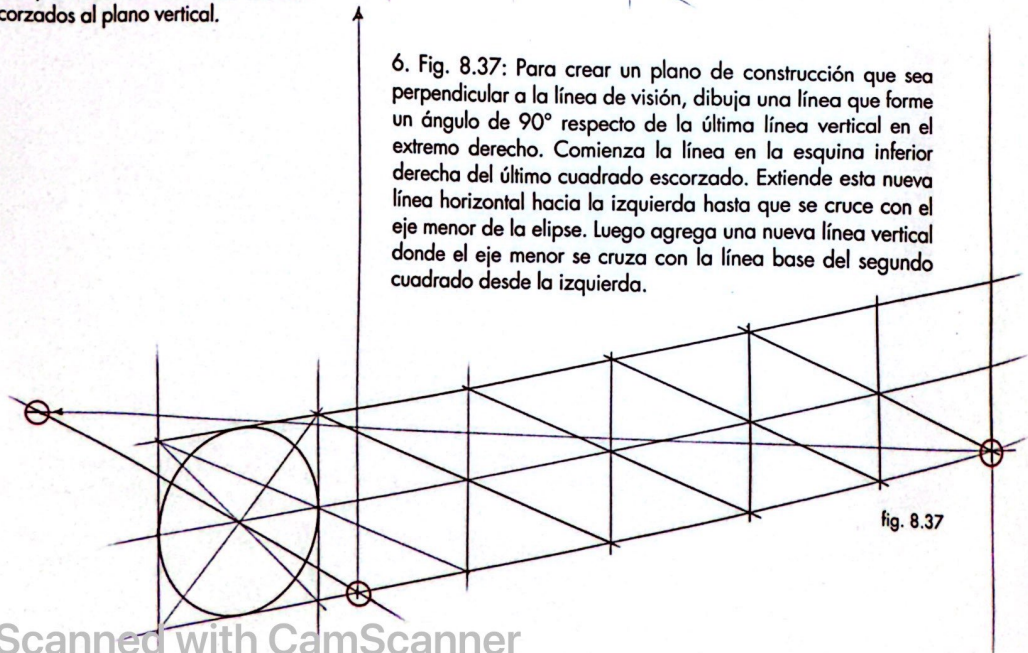 corzados al plano vertical.
6. Fig. 8.37: Para crear un plano de construcción que sea
perpendicular a la línea de visión, dibuja una línea que forme
un ángulo de 90° respecto de la última línea vertical en el
extremo derecho. Comienza la línea en la esquina inferior
derecha del último cuadrado escorzado. Extiende esta nueva
línea horizontal hacia la izquierda hasta que se cruce con el
eje menor de la elipse. Luego agrega una nueva línea vertical
donde el eje menor se cruza con la línea base del segundo
cuadrado desde la izquierda.
fig. 8.37
Scanned with CamScanner